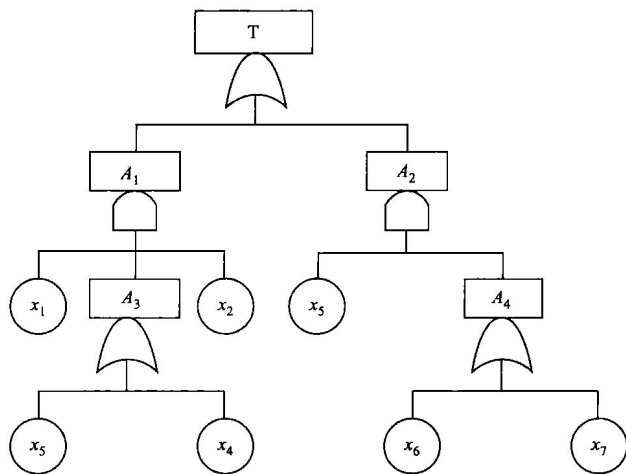 T
A₁ A₂
x₁ A₃ x₂ x₅ A₄
x₅ x₄ x₆ x₇